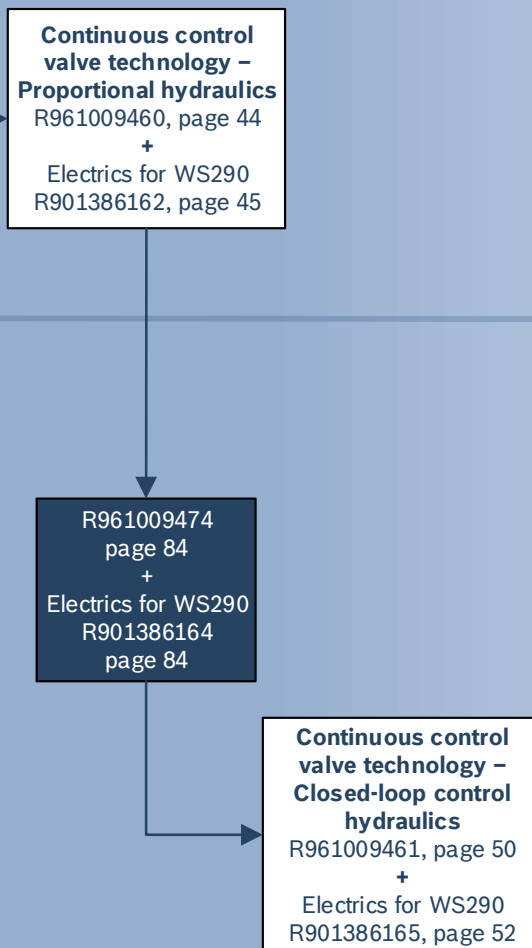 Continuous control
valve technology –
Proportional hydraulics
R961009460, page 44
+
Electrics for WS290
R901386162, page 45
R961009474
page 84
+
Electrics for WS290
R901386164
page 84
Continuous control
valve technology –
Closed-loop control
hydraulics
R961009461, page 50
+
Electrics for WS290
R901386165, page 52